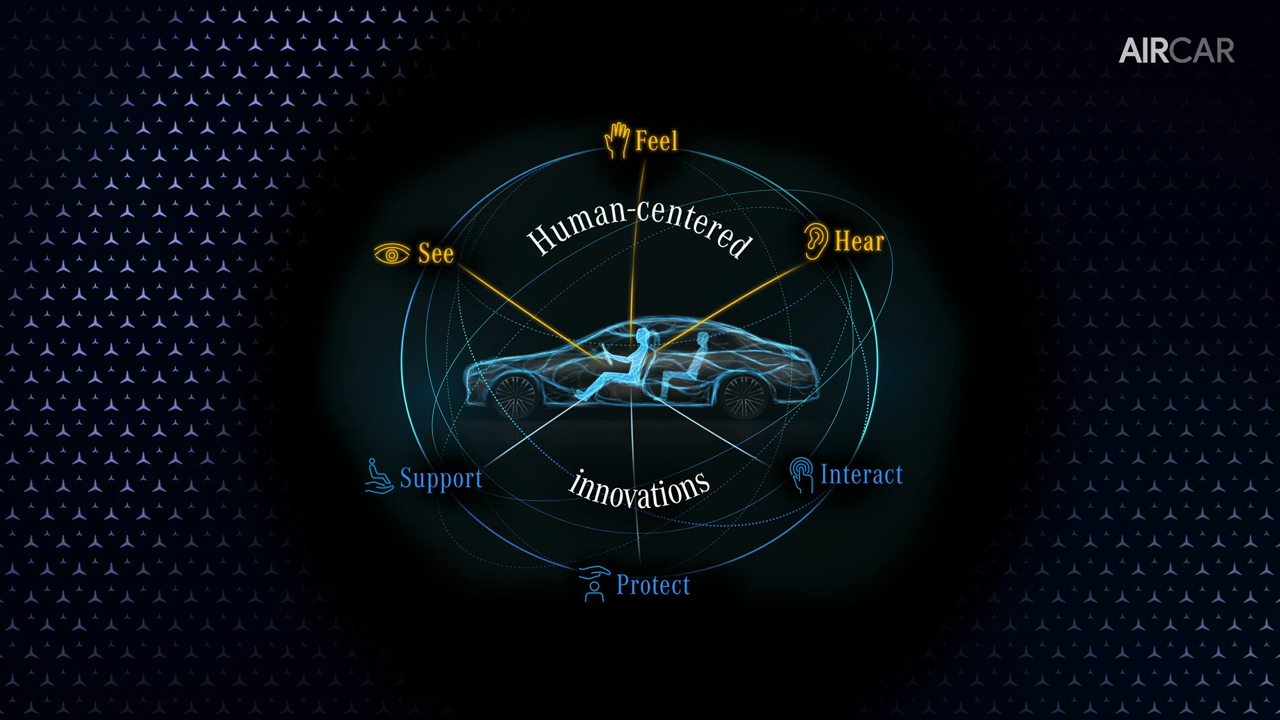 AIRCAR
Feel
Human-centered
See
Hear
Support
Interact
innovations
Protect